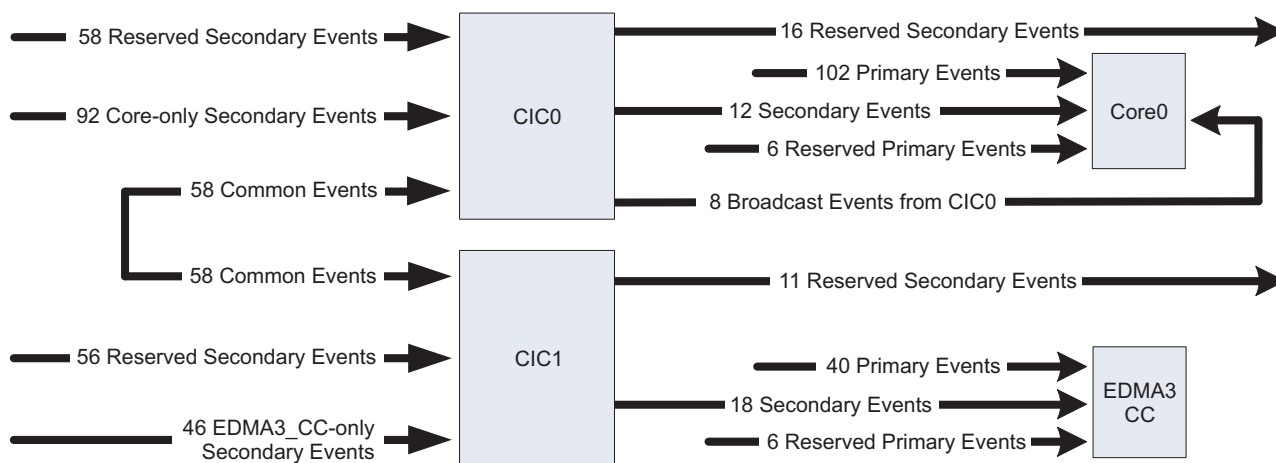 58 Reserved Secondary Events
16 Reserved Secondary Events
102 Primary Events
92 Core-only Secondary Events
CIC0
12 Secondary Events
Core0
6 Reserved Primary Events
58 Common Events
8 Broadcast Events from CIC0
58 Common Events
11 Reserved Secondary Events
56 Reserved Secondary Events
CIC1
40 Primary Events
EDMA3
CC
18 Secondary Events
46 EDMA3_CC-only
Secondary Events
6 Reserved Primary Events